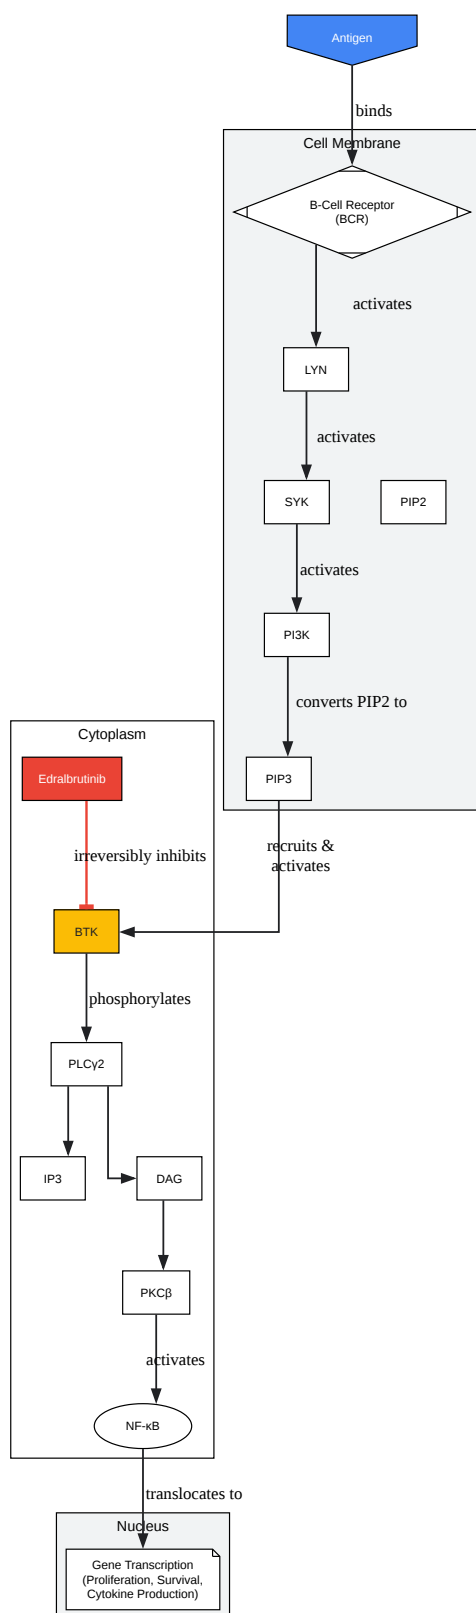 Antigen
binds
Cell Membrane
B-Cell Receptor
(BCR)
activates
LYN
activates
SYK
PIP2
activates
PI3K
converts PIP2 to
Cytoplasm
Edralbrutinib
PIP3
recruits &
activates
irreversibly inhibits
BTK
phosphorylates
PLCγ2
IP3
DAG
PKCβ
activates
NF-κB
translocates to
Nucleus
Gene Transcription
(Proliferation, Survival,
Cytokine Production)